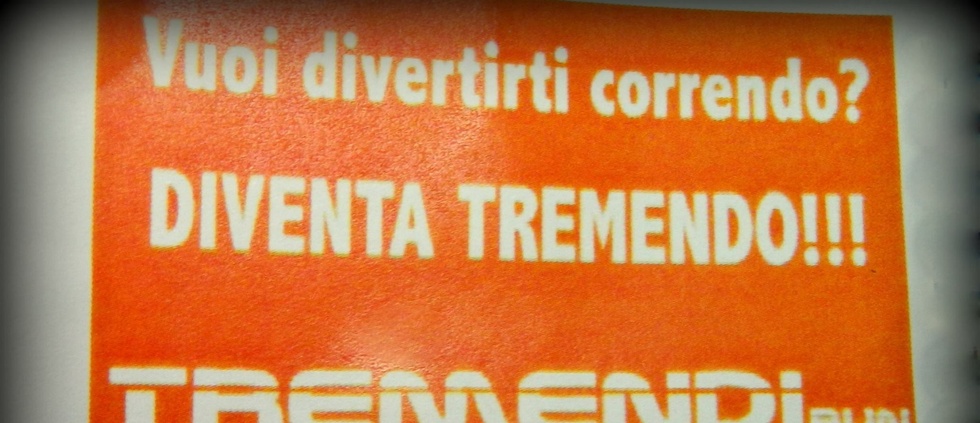 Vuoi divertirti correndo?
DIVENTA TREMENDO!!!
TREMENDi